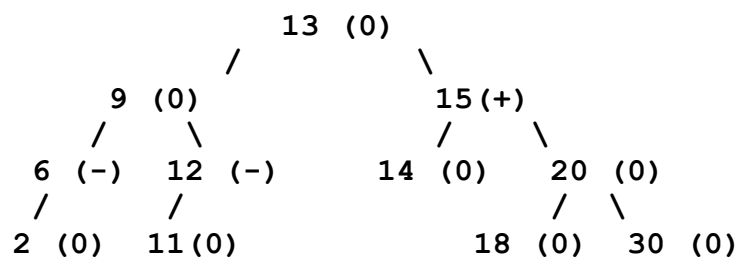 13 (0)
/ \
9 (0) 15(+)
/ \ / \
6 (-) 12 (-) 14 (0) 20 (0)
/ / / \
2 (0) 11(0) 18 (0) 30 (0)